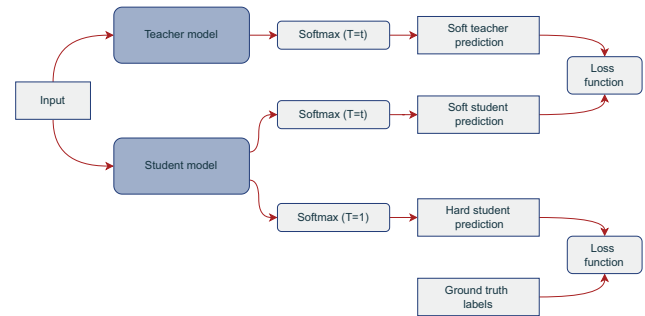 Teacher model
Softmax (T=t)
Soft teacher
prediction
Loss
function
Input
Softmax (T=t)
Soft student
prediction
Student model
Softmax (T=1)
Hard student
prediction
Loss
function
Ground truth
labels